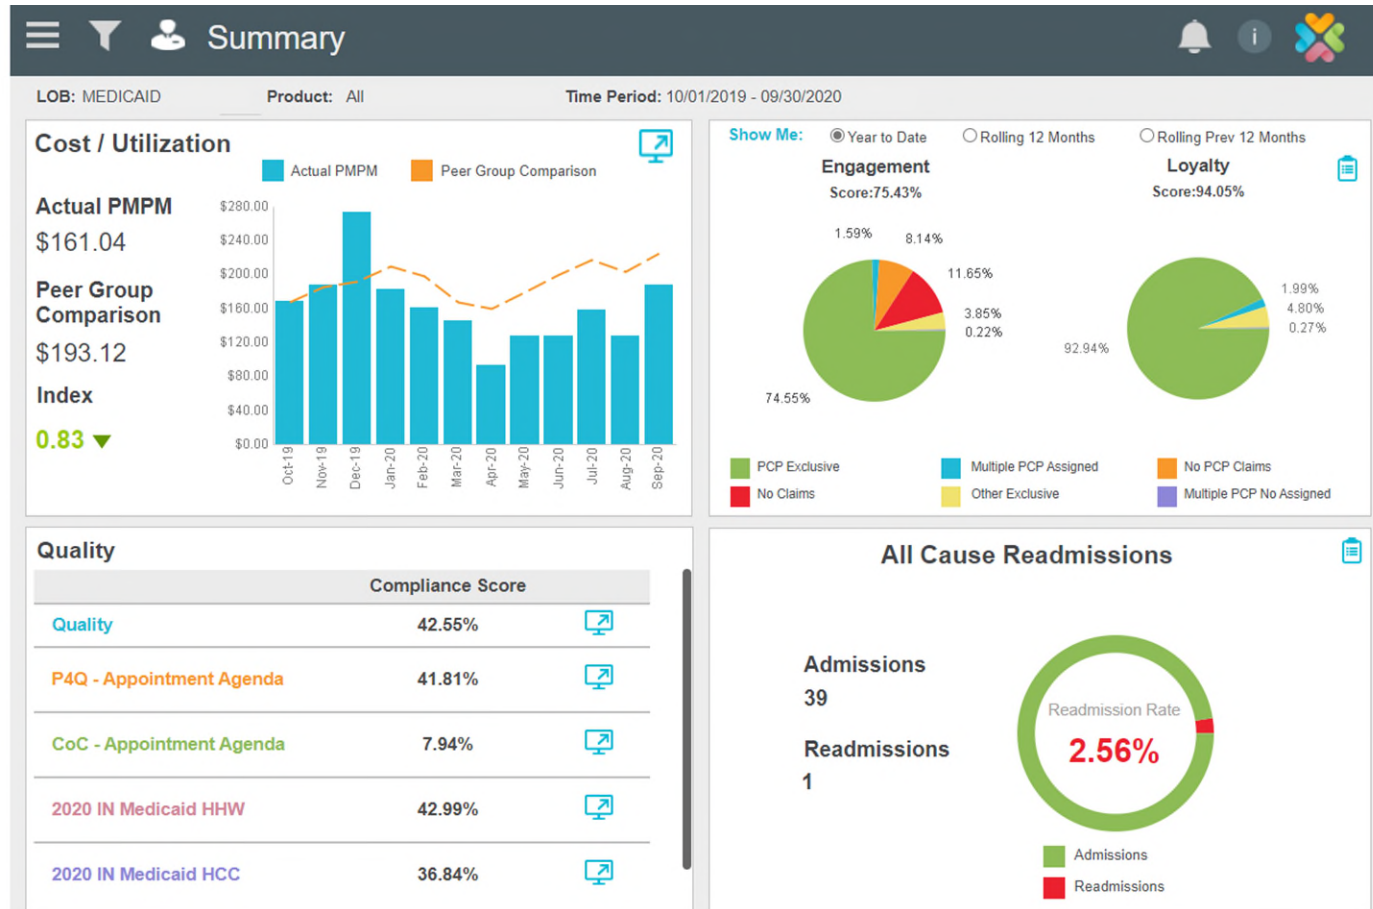 Summary
i
LOB: MEDICAID Product: All Time Period: 10/01/2019 - 09/30/2020
Cost / Utilization
Actual PMPM Peer Group Comparison
Actual PMPM
$161.04
Peer Group
Comparison
$193.12
Index
0.83
$280.00
$240.00
$200.00
$160.00
$120.00
$80.00
$40.00
$0.00
Oct-19
Nov-19
Dec-19
Jan-20
Feb-20
Mar-20
Apr-20
May-20
Jun-20
Jul-20
Aug-20
Sep-20
Show Me: Year to Date Rolling 12 Months Rolling Prev 12 Months
Engagement
Score:75.43%
1.59%
8.14%
11.65%
3.85%
0.22%
74.55%
Loyalty
Score:94.05%
1.99%
4.80%
0.27%
92.94%
PCP Exclusive Multiple PCP Assigned No PCP Claims
No Claims Other Exclusive Multiple PCP No Assigned
Quality
Compliance Score
Quality 42.55%
P4Q - Appointment Agenda 41.81%
CoC - Appointment Agenda 7.94%
2020 IN Medicaid HHW 42.99%
2020 IN Medicaid HCC 36.84%
All Cause Readmissions
Admissions
39
Readmissions
1
Readmission Rate
2.56%
Admissions
Readmissions